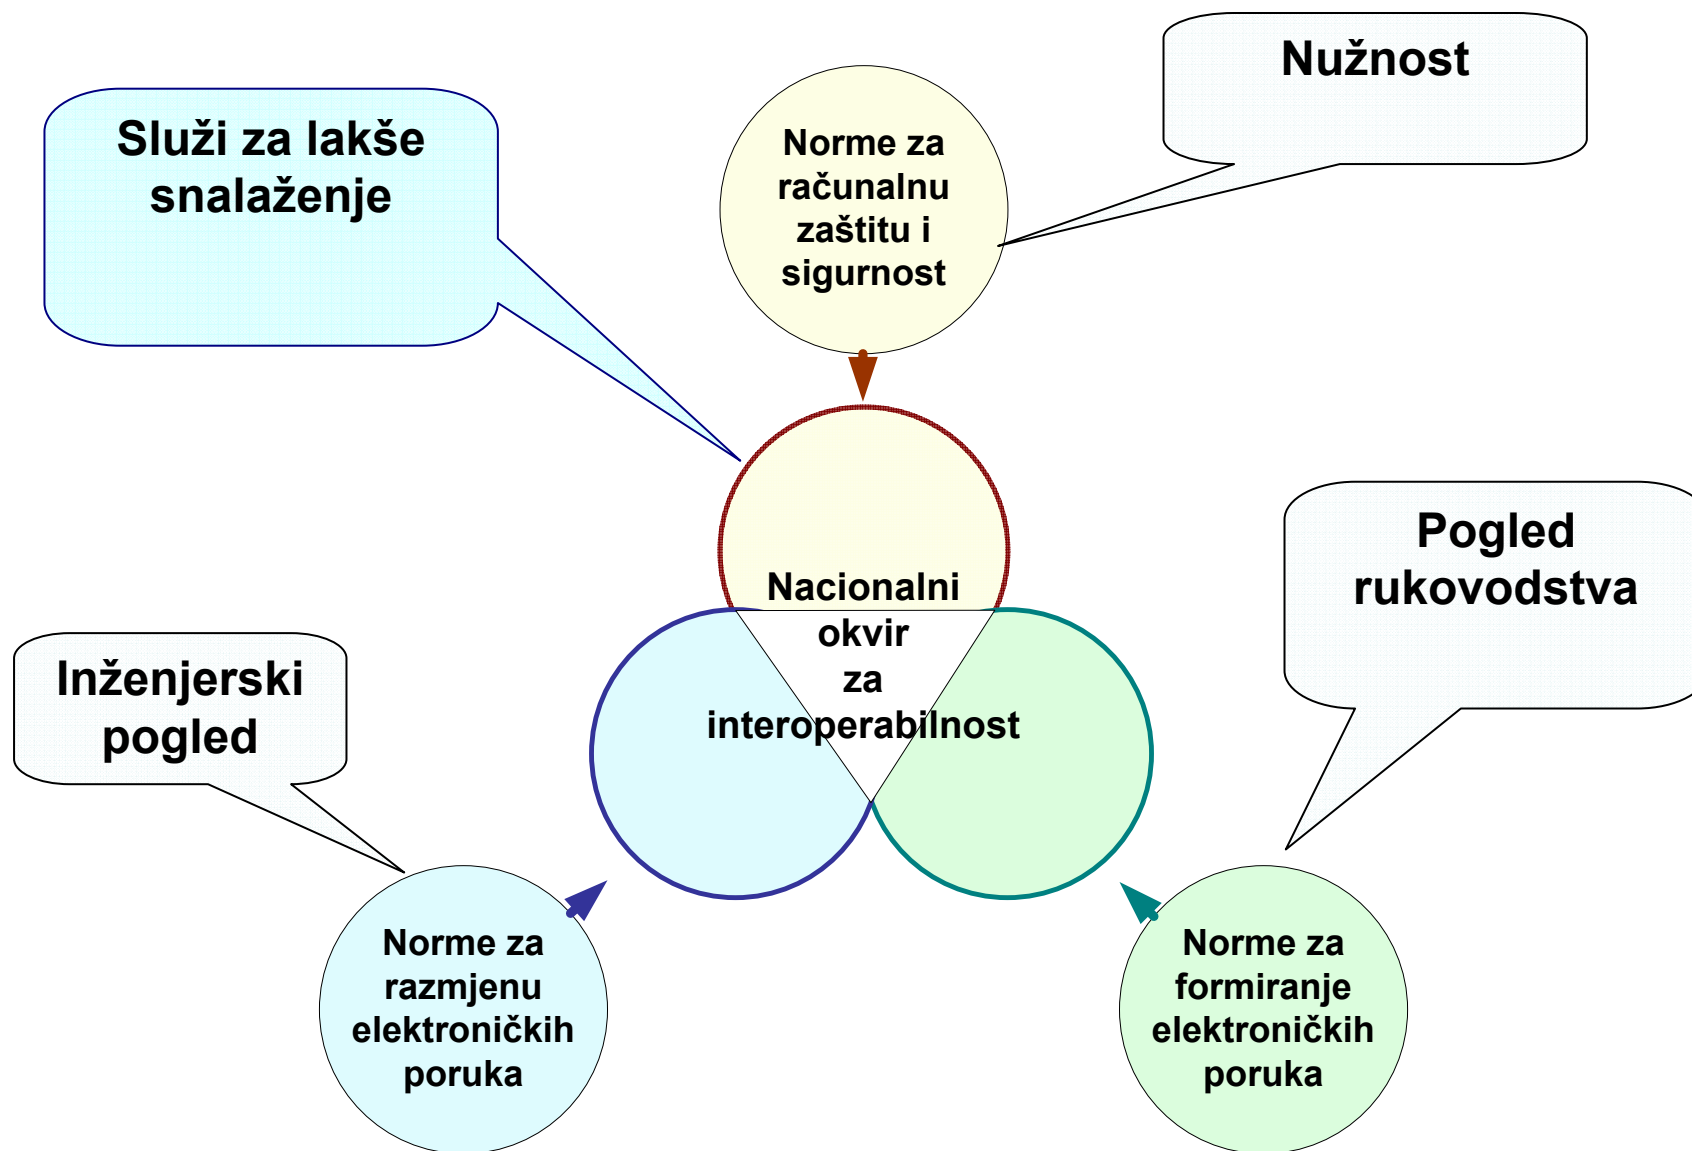 Nužnost
Služi za lakše
snalaženje
Norme za
računalnu
zaštitu i
sigurnost
Pogled
rukovodstva
Nacionalni
okvir
za
interoperabilnost
Inženjerski
pogled
Norme za
razmjenu
elektroničkih
poruka
Norme za
formiranje
elektroničkih
poruka